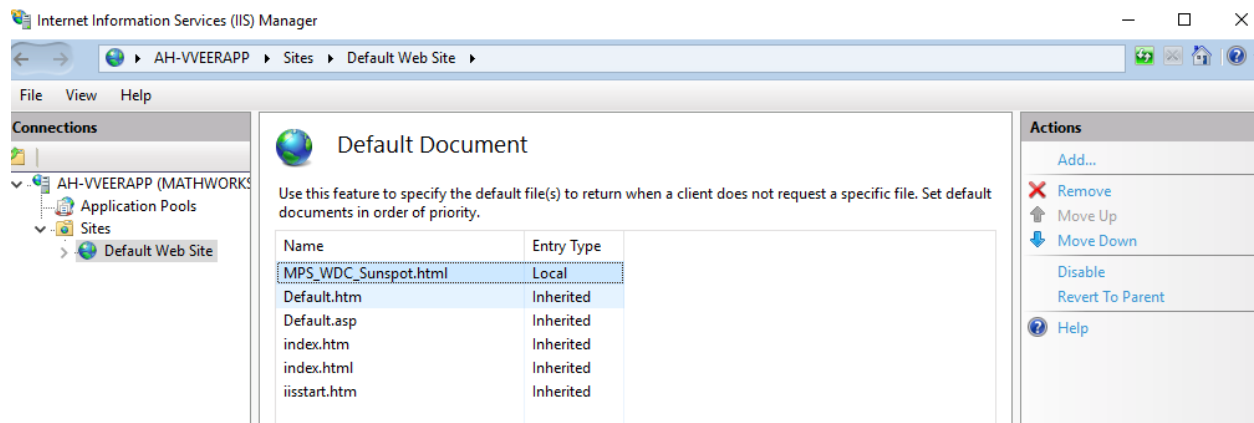 Internet Information Services (IIS) Manager
AH-VVEERAPP Sites Default Web Site
File View Help
Connections
AH-VVEERAPP (MATHWORKS
Application Pools
Sites
Default Web Site
Default Document
Use this feature to specify the default file(s) to return when a client does not request a specific file. Set default
documents in order of priority.
Name Entry Type
MPS_WDC_Sunspot.html Local
Default.htm Inherited
Default.asp Inherited
index.htm Inherited
index.html Inherited
iisstart.htm Inherited
Actions
Add...
Remove
Move Up
Move Down
Disable
Revert To Parent
Help